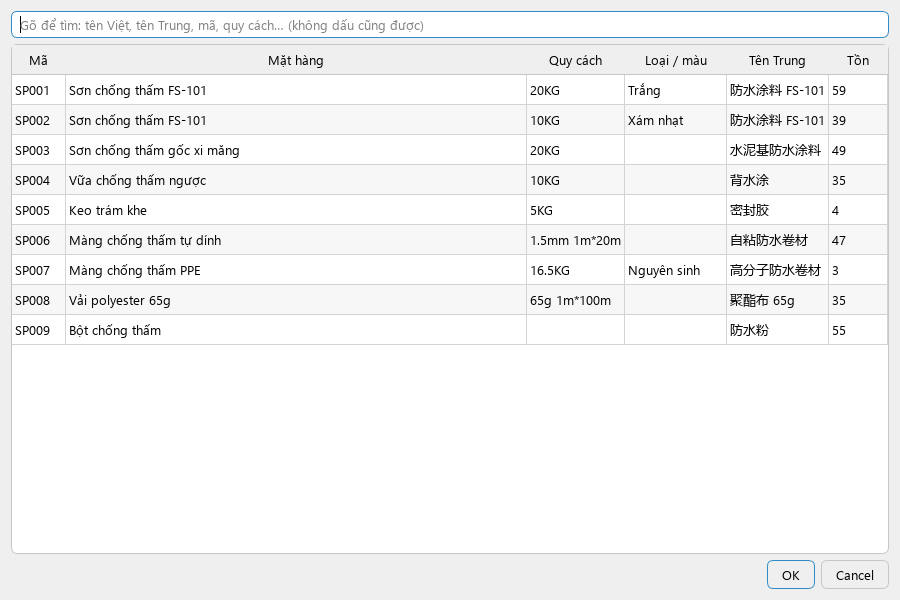 Gõ để tìm: tên Việt, tên Trung, mã, quy cách... (không dấu cũng được)
Mã Mặt hàng Quy cách Loại / màu Tên Trung Tồn
SP001 Sơn chống thấm FS-101 20KG Trắng 防水涂料 FS-101 59
SP002 Sơn chống thấm FS-101 10KG Xám nhạt 防水涂料 FS-101 39
SP003 Sơn chống thấm gốc xi măng 20KG 水泥基防水涂料 49
SP004 Vữa chống thấm ngược 10KG 背水涂 35
SP005 Keo trám khe 5KG 密封胶 4
SP006 Màng chống thấm tự dính 1.5mm 1m*20m 自粘防水卷材 47
SP007 Màng chống thấm PPE 16.5KG Nguyên sinh 高分子防水卷材 3
SP008 Vải polyester 65g 65g 1m*100m 聚酯布 65g 35
SP009 Bột chống thấm 防水粉 55
OK Cancel